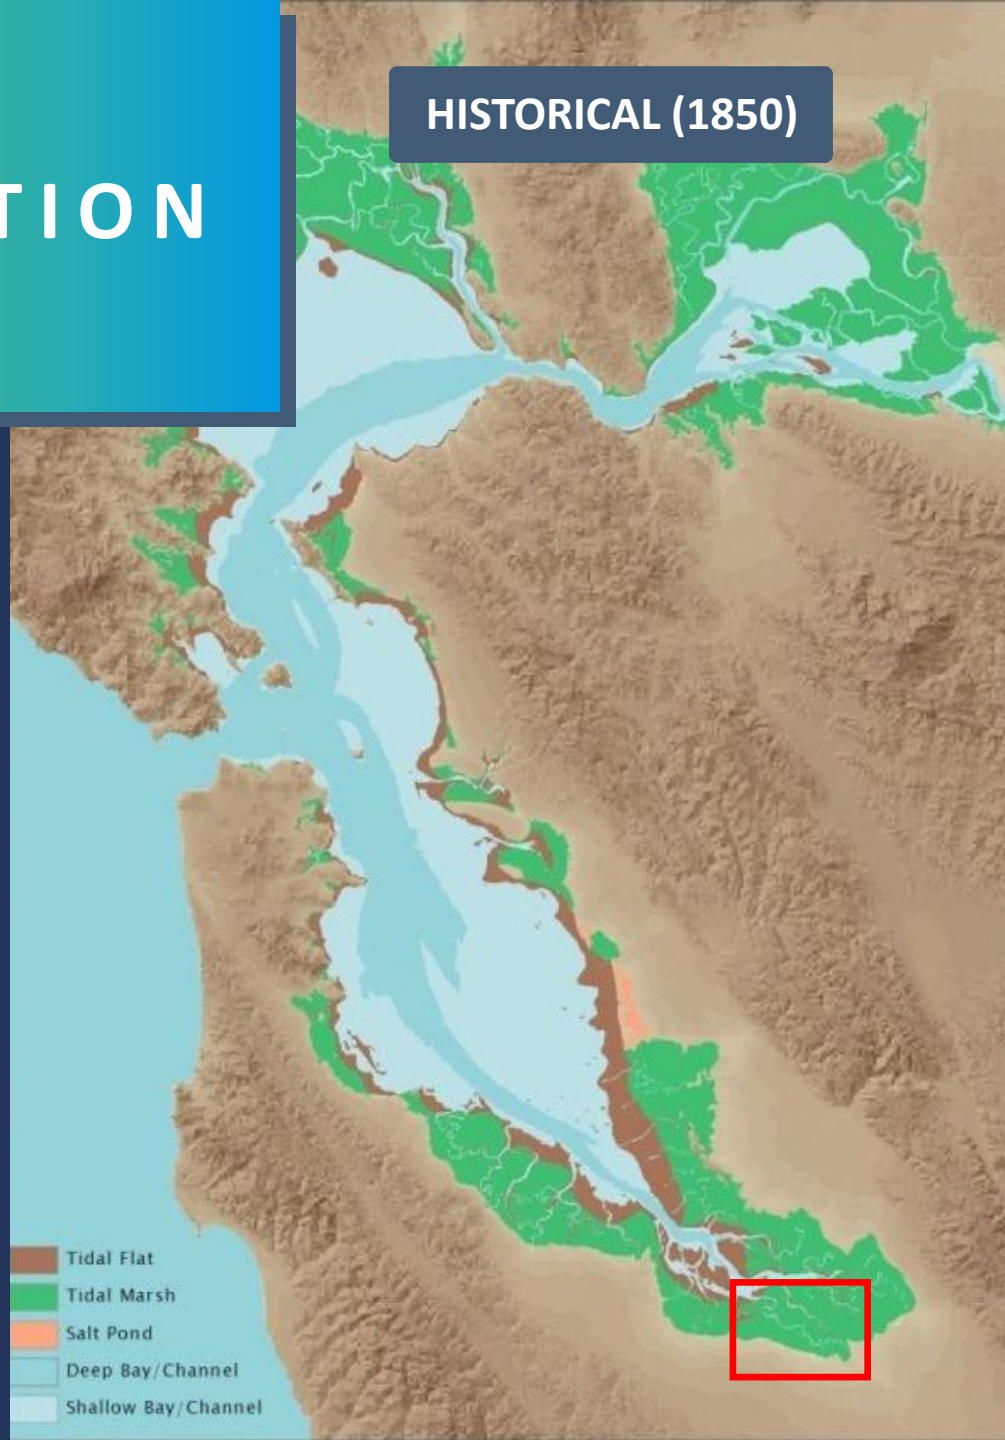 TION
HISTORICAL (1850)
Tidal Flat
Tidal Marsh
Salt Pond
Deep Bay/Channel
Shallow Bay/Channel